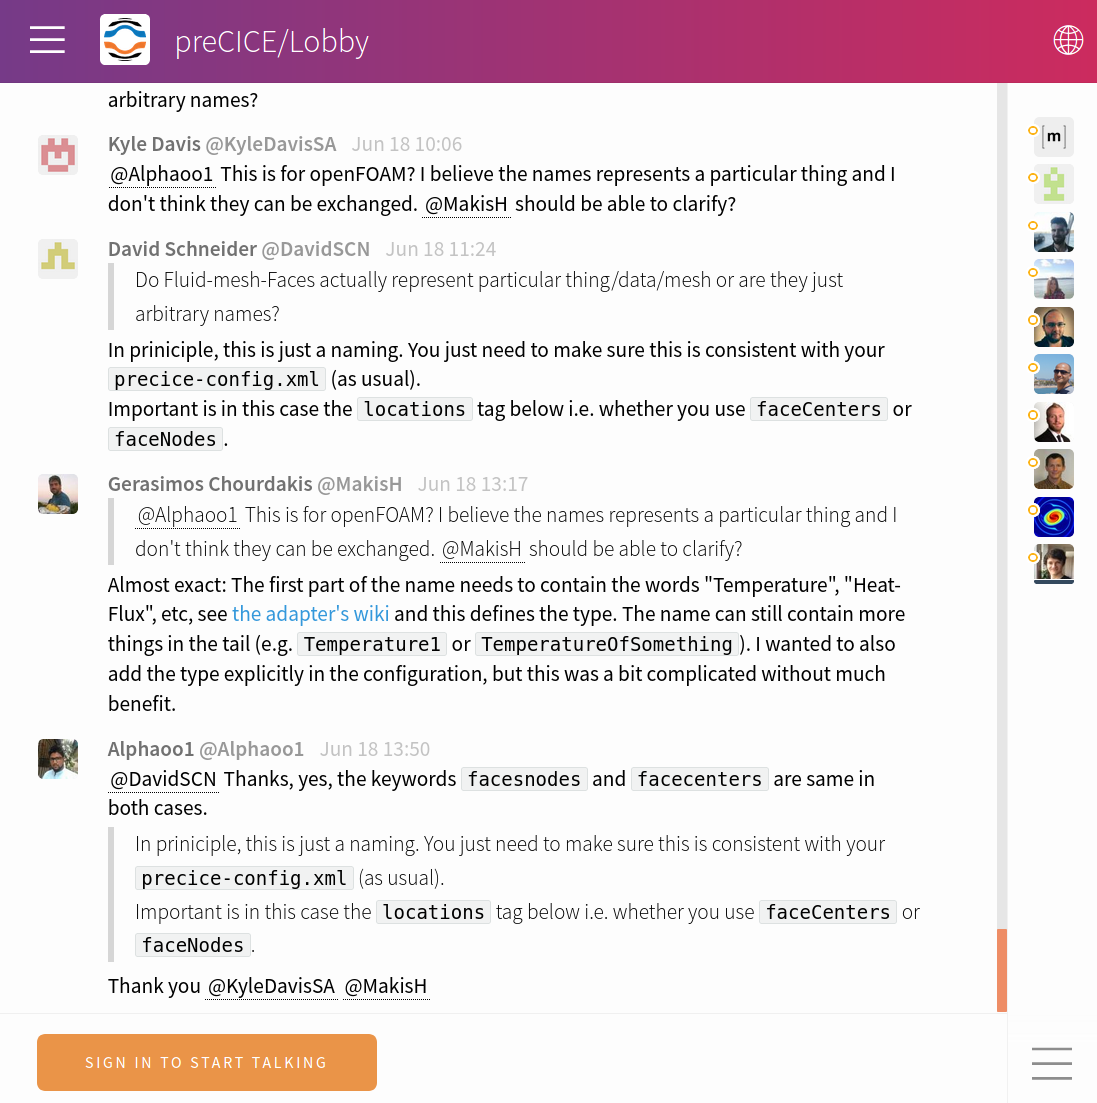 preCICE/Lobby
arbitrary names?
Kyle Davis @KyleDavisSA Jun 18 10:06
@Alphaoo1 This is for openFOAM? I believe the names represents a particular thing and I
don't think they can be exchanged. @MakisH should be able to clarify?
David Schneider @DavidSCN Jun 18 11:24
Do Fluid-mesh-Faces actually represent particular thing/data/mesh or are they just
arbitrary names?
In priniciple, this is just a naming. You just need to make sure this is consistent with your
precice-config.xml (as usual).
Important is in this case the locations tag below i.e. whether you use faceCenters or
faceNodes.
Gerasimos Chourdakis @MakisH Jun 18 13:17
@Alphaoo1 This is for openFOAM? I believe the names represents a particular thing and I
don't think they can be exchanged. @MakisH should be able to clarify?
Almost exact: The first part of the name needs to contain the words "Temperature", "Heat-
Flux", etc, see the adapter's wiki and this defines the type. The name can still contain more
things in the tail (e.g. Temperature1 or TemperatureOfSomething). I wanted to also
add the type explicitly in the configuration, but this was a bit complicated without much
benefit.
Alphaoo1 @Alphaoo1 Jun 18 13:50
@DavidSCN Thanks, yes, the keywords facesnodes and facecenters are same in
both cases.
In priniciple, this is just a naming. You just need to make sure this is consistent with your
precice-config.xml (as usual).
Important is in this case the locations tag below i.e. whether you use faceCenters or
faceNodes.
Thank you @KyleDavisSA @MakisH
SIGN IN TO START TALKING
[m]